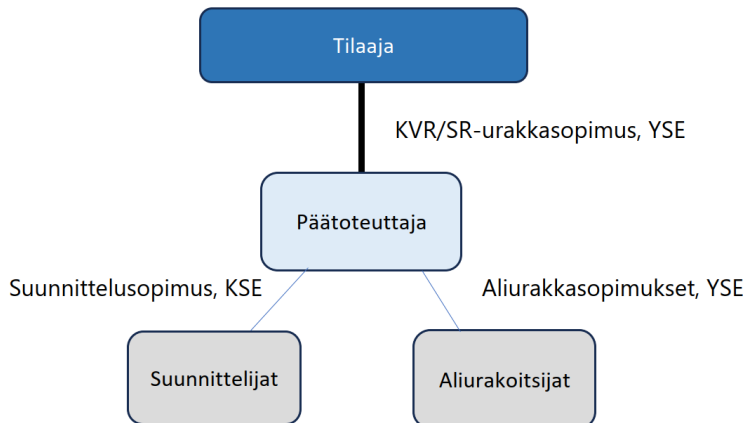 Tilaaja
KVR/SR-urakkasopimus, YSE
Päätoteuttaja
Suunnittelusopimus, KSE
Aliurakkasopimukset, YSE
Suunnittelijat
Aliurakoitsijat